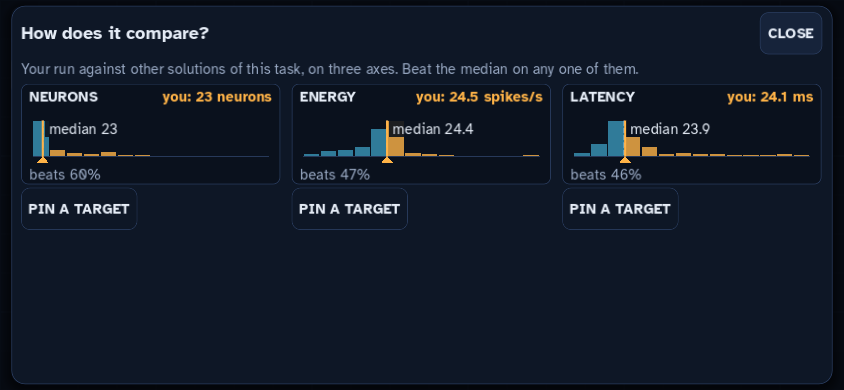 How does it compare?
CLOSE
Your run against other solutions of this task, on three axes. Beat the median on any one of them.
NEURONS
you: 23 neurons
median 23
beats 60%
PIN A TARGET
ENERGY
you: 24.5 spikes/s
median 24.4
beats 47%
PIN A TARGET
LATENCY
you: 24.1 ms
median 23.9
beats 46%
PIN A TARGET